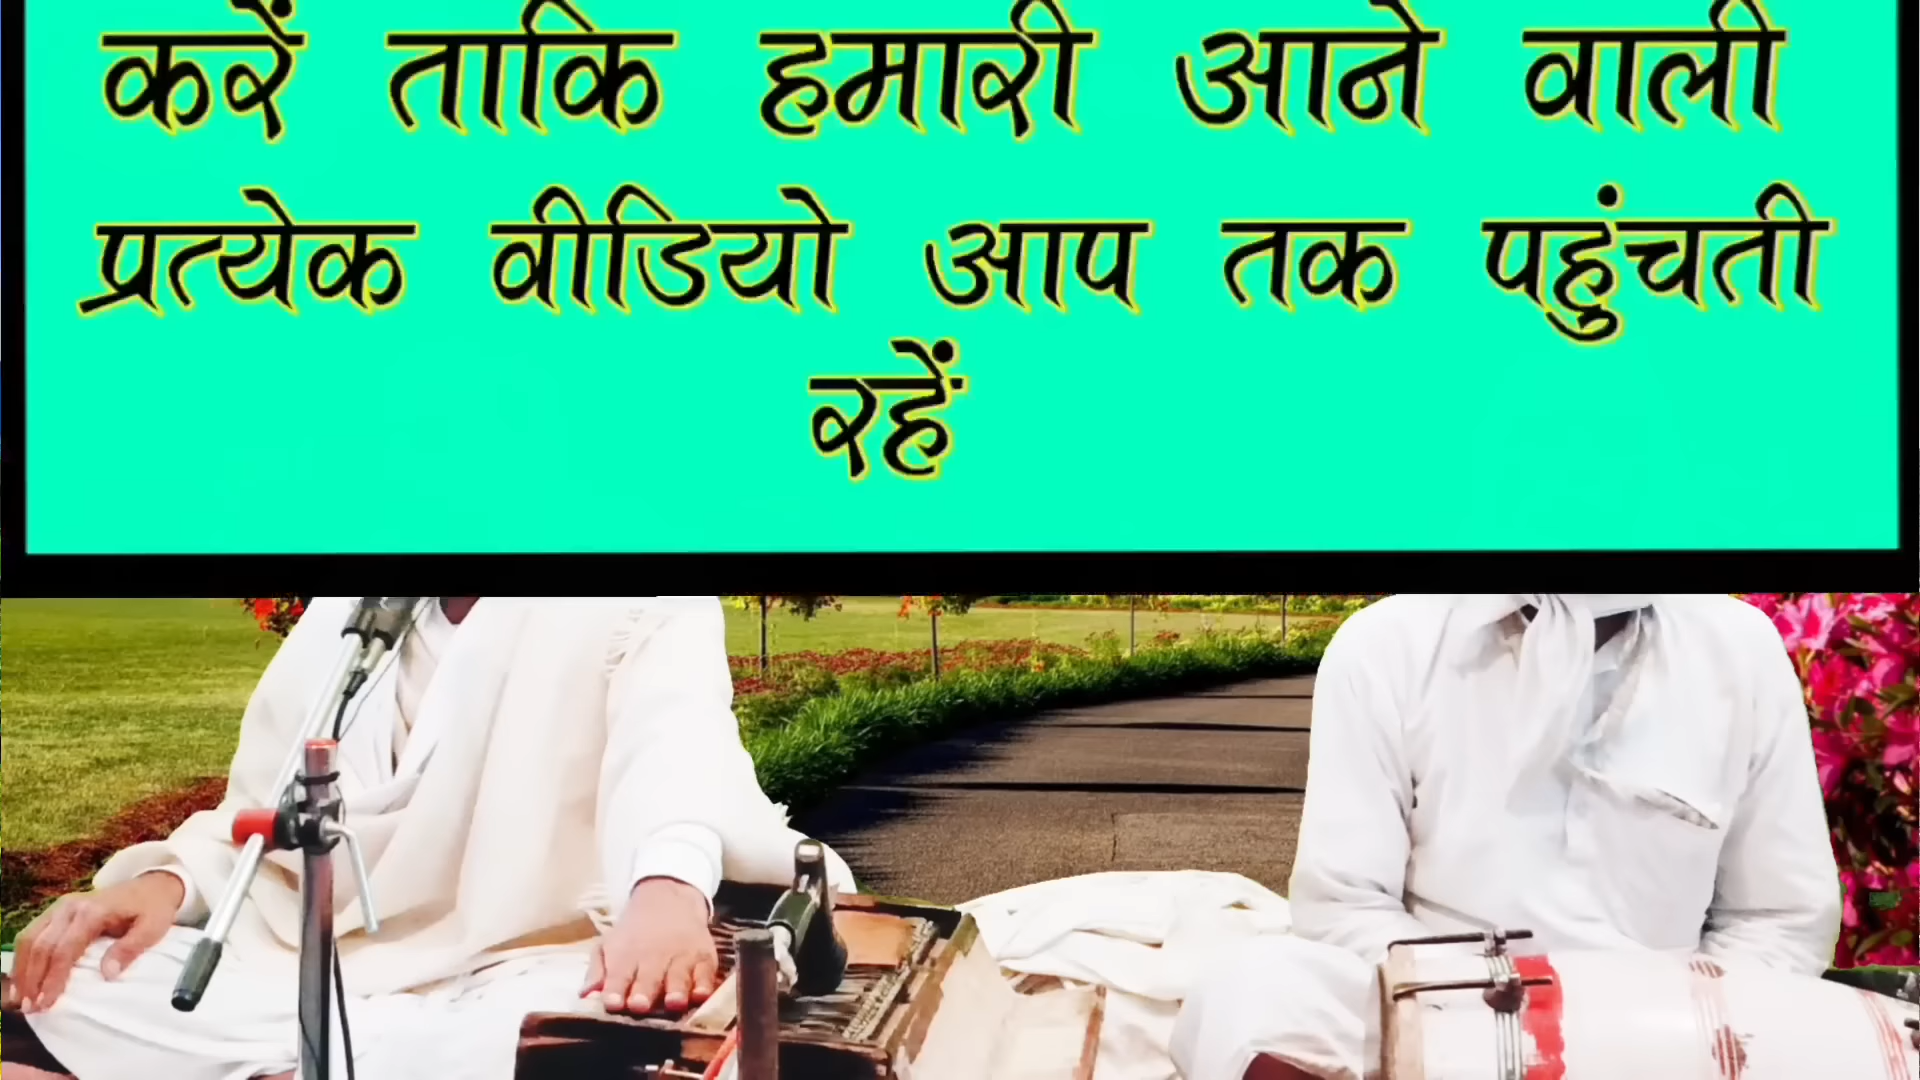 करें ताकि हमारी आने वाली
प्रत्येक वीडियो आप तक पहुंचती
रहें